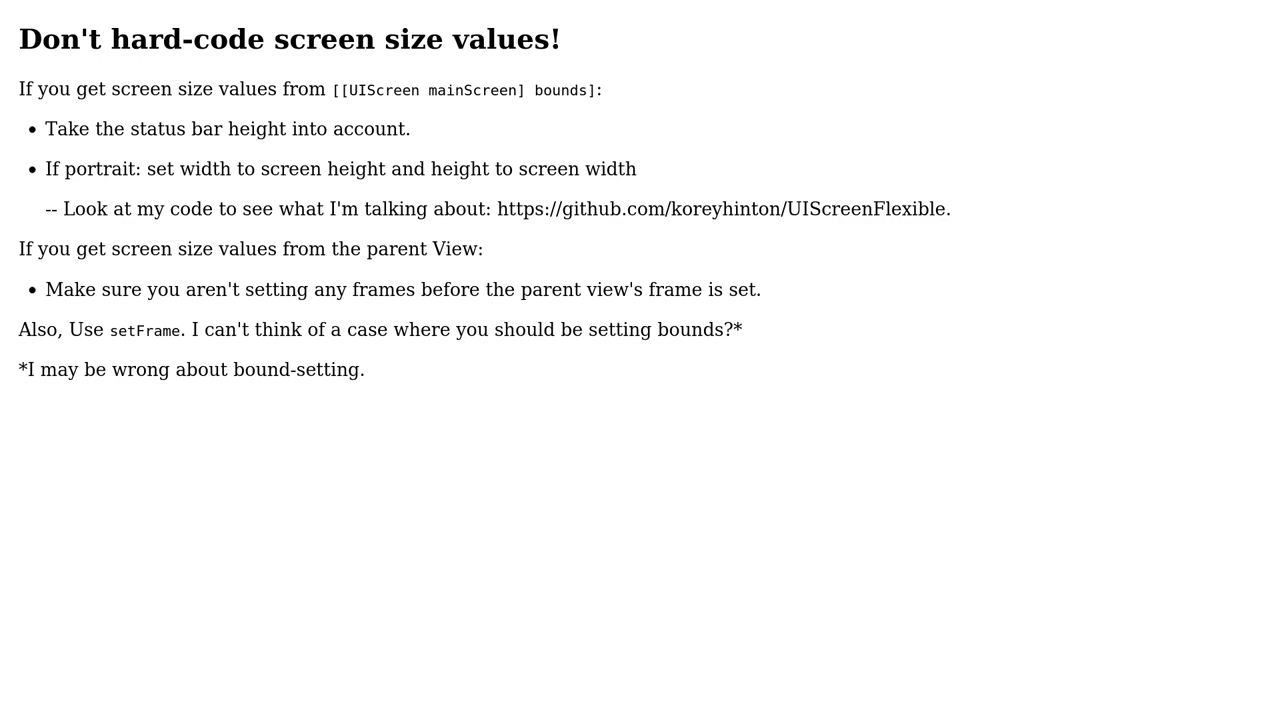 Don't hard-code screen size values!
If you get screen size values from [[UIScreen mainScreen] bounds]:
• Take the status bar height into account.
• If portrait: set width to screen height and height to screen width
-- Look at my code to see what I'm talking about: https://github.com/koreyhinton/UIScreenFlexible.
If you get screen size values from the parent View:
• Make sure you aren't setting any frames before the parent view's frame is set.
Also, Use setFrame. I can't think of a case where you should be setting bounds?*
*I may be wrong about bound-setting.